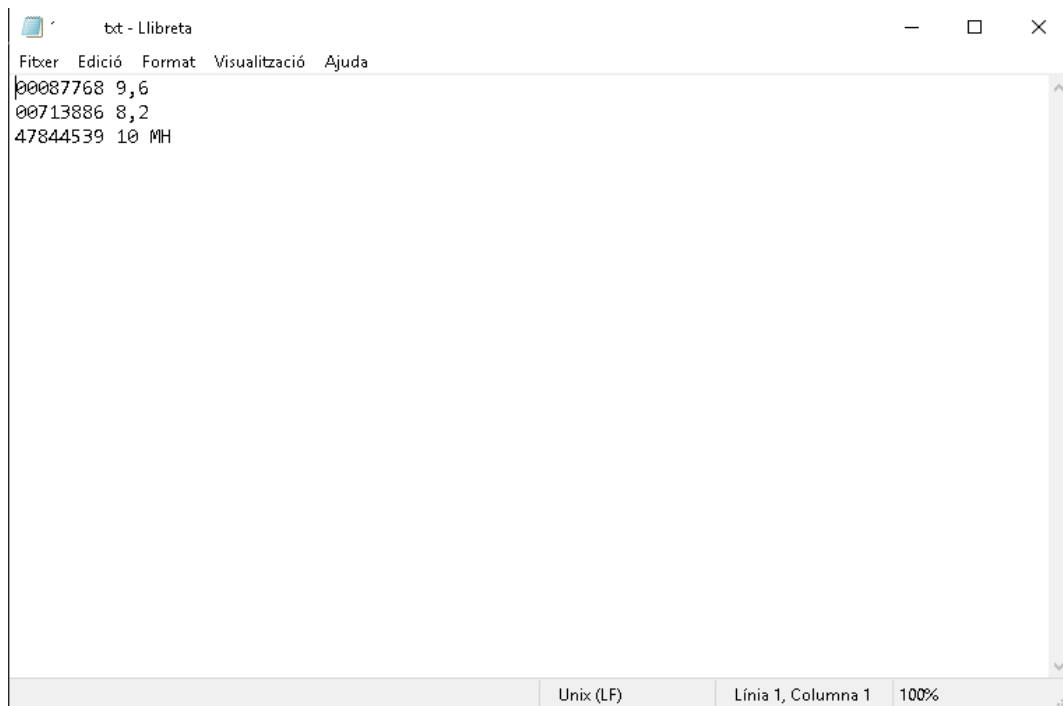 txt - Llibreta
Fitxer Edició Format Visualització Ajuda
00087768 9,6
00713886 8,2
47844539 10 MH
Unix (LF) Línia 1, Columna 1 100%